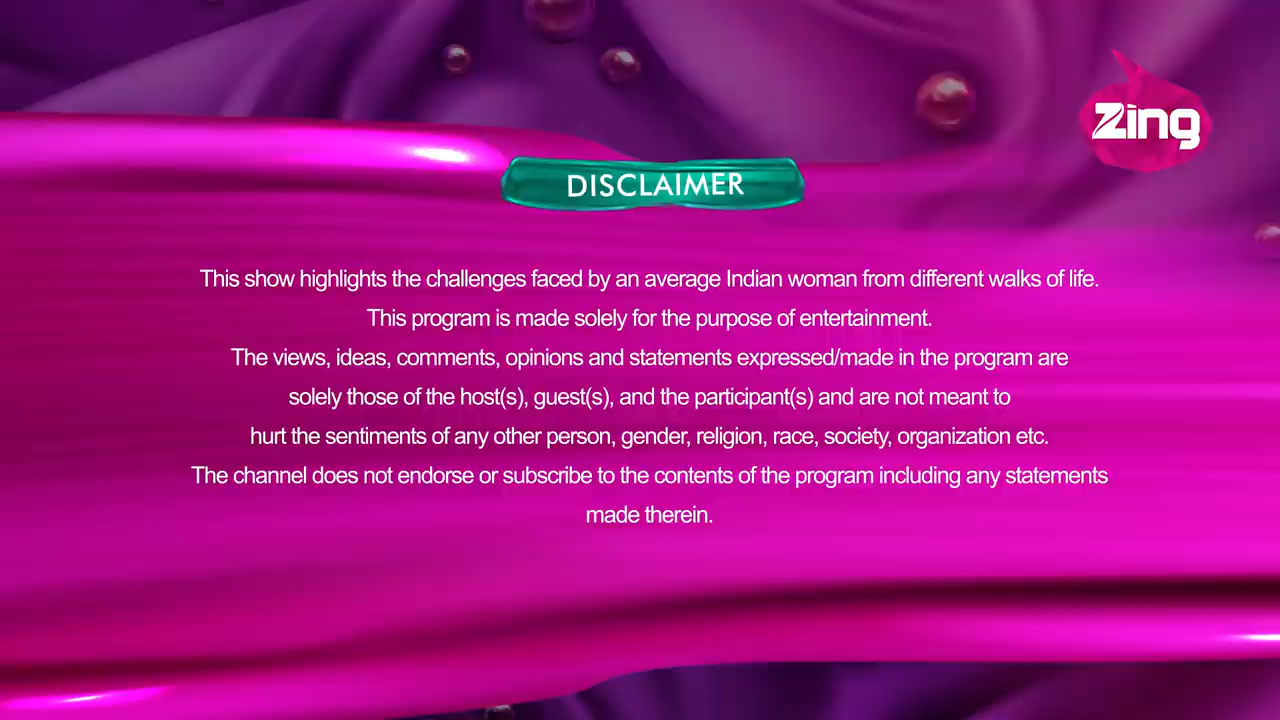 Zing
DISCLAIMER
This show highlights the challenges faced by an average Indian woman from different walks of life.
This program is made solely for the purpose of entertainment.
The views, ideas, comments, opinions and statements expressed/made in the program are
solely those of the host(s), guest(s), and the participant(s) and are not meant to
hurt the sentiments of any other person, gender, religion, race, society, organization etc.
The channel does not endorse or subscribe to the contents of the program including any statements
made therein.